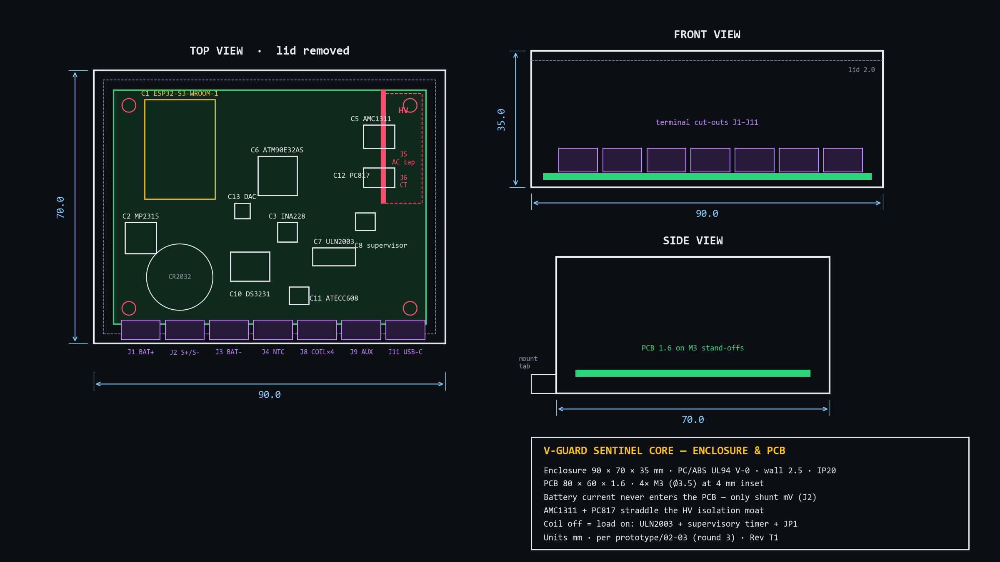 TOP VIEW · lid removed
70.0
C1 ESP32-S3-WROOM-1
HV
C5 AMC1311
C6 ATM90E32AS
J5
AC tap
C12 PC817
J6
CT
C13 DAC
C2 MP2315
C3 INA228
C7 ULN2003
C8 supervisor
CR2032
C10 DS3231
C11 ATECC608
J1 BAT+
J2 S+/S-
J3 BAT-
J4 NTC
J8 COIL×4
J9 AUX
J11 USB-C
90.0
FRONT VIEW
lid 2.0
35.0
terminal cut-outs J1–J11
90.0
SIDE VIEW
PCB 1.6 on M3 stand-offs
mount
tab
70.0
V-GUARD SENTINEL CORE — ENCLOSURE & PCB
Enclosure 90 × 70 × 35 mm · PC/ABS UL94 V-0 · wall 2.5 · IP20
PCB 80 × 60 × 1.6 · 4× M3 (Ø3.5) at 4 mm inset
Battery current never enters the PCB — only shunt mV (J2)
AMC1311 + PC817 straddle the HV isolation moat
Coil off = load on: ULN2003 + supervisory timer + JP1
Units mm · per prototype/02–03 (round 3) · Rev T1